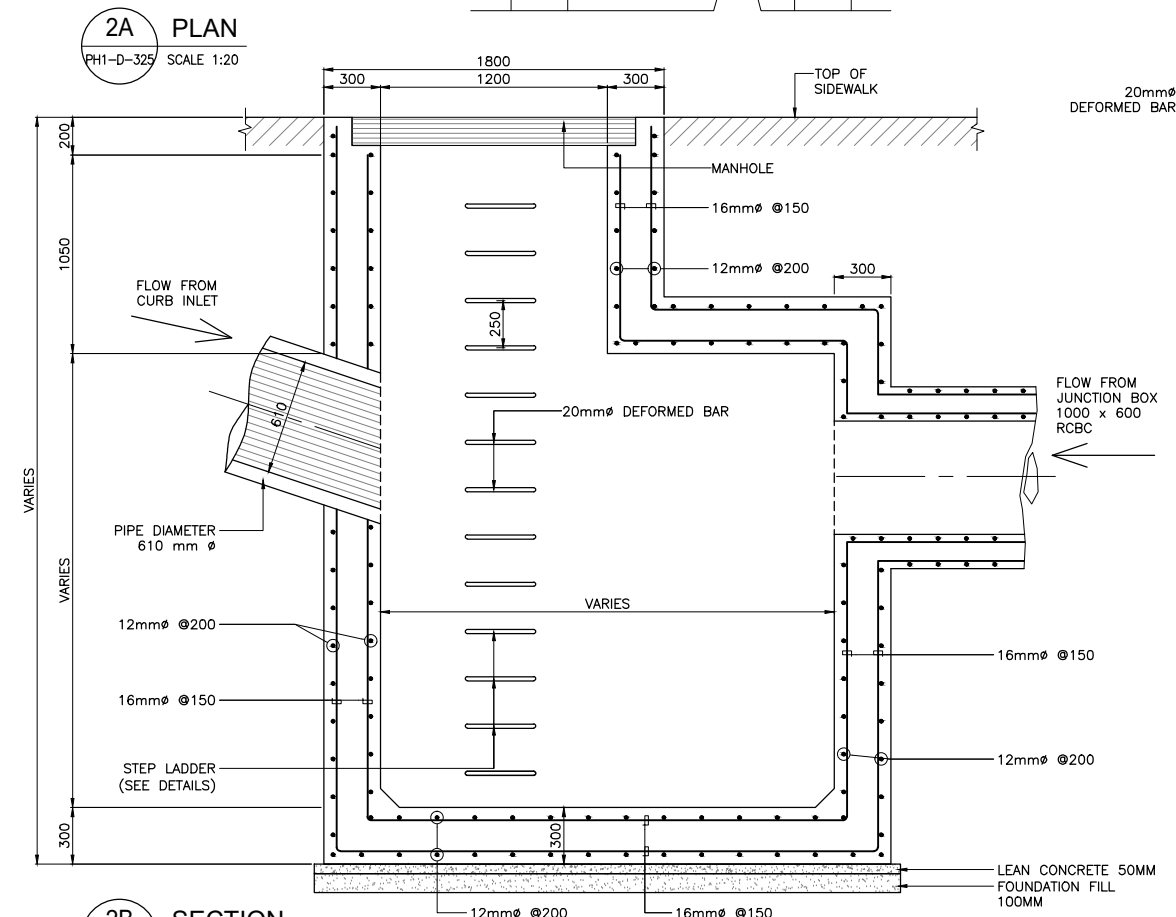 2A
PLAN
PH1-D-325
SCALE 1:20
1800
300
1200
300
TOP OF
SIDEWALK
20mmø
DEFORMED BAR
200
MANHOLE
16mmø @150
1050
12mmø @200
300
FLOW FROM
CURB INLET
250
FLOW FROM
JUNCTION BOX
1000 x 600
RCBC
610
20mmø DEFORMED BAR
VARIES
PIPE DIAMETER
610 mm ø
VARIES
VARIES
12mmø @200
16mmø @150
16mmø @150
12mmø @200
STEP LADDER
(SEE DETAILS)
300
300
LEAN CONCRETE 50MM
FOUNDATION FILL
100MM
12mmø @200
16mmø @150
2B
SECTION